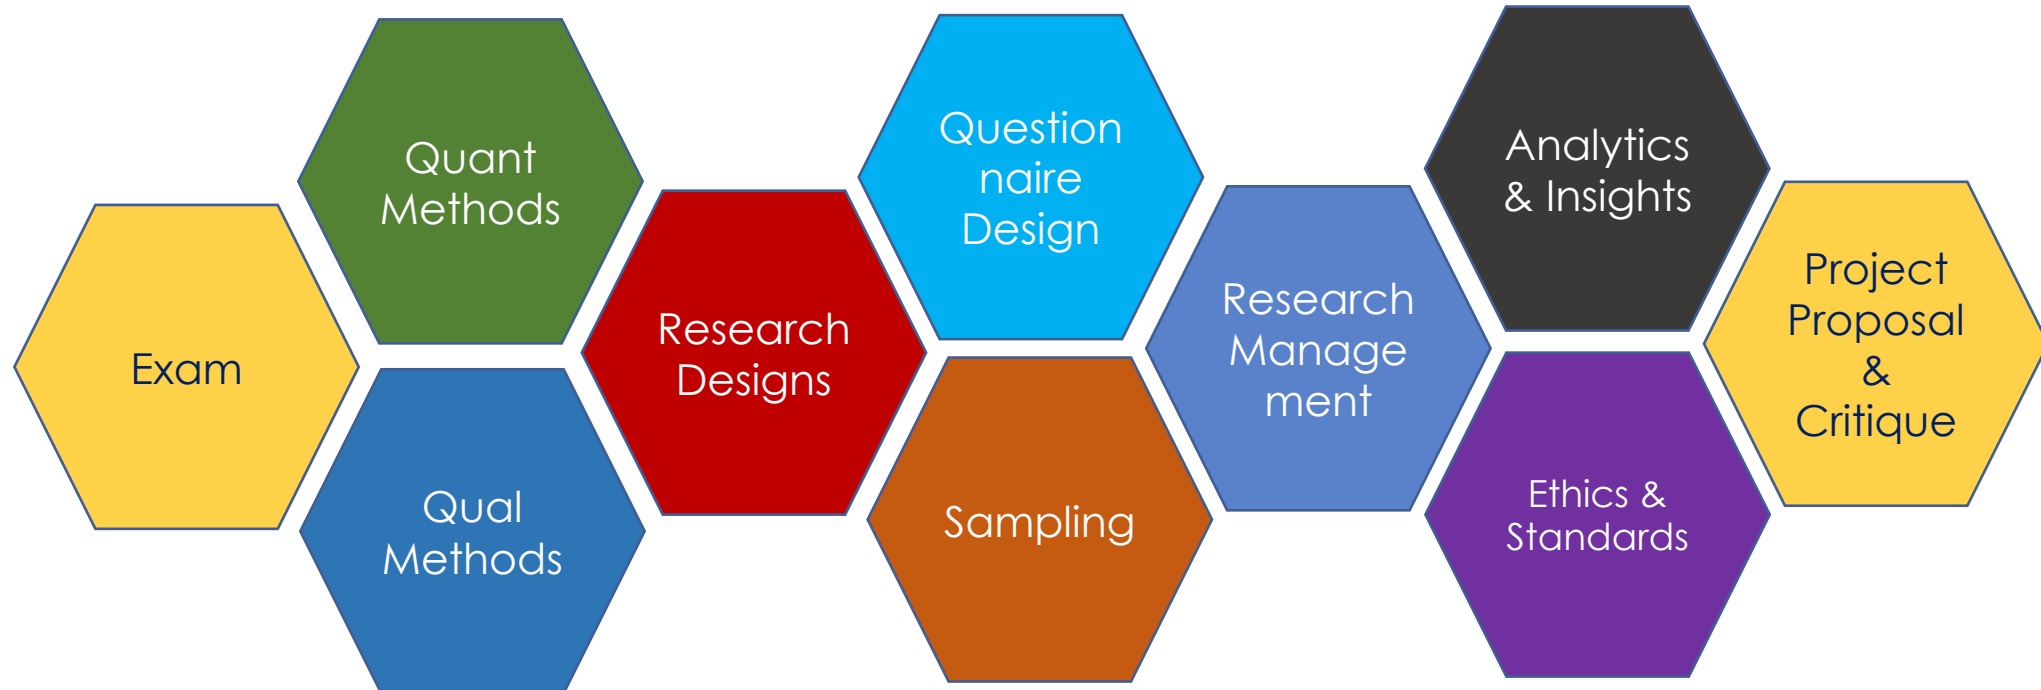 Exam
Quant
Methods
Qual
Methods
Research
Designs
Question
naire
Design
Sampling
Research
Manage
ment
Analytics
& Insights
Ethics &
Standards
Project
Proposal
&
Critique